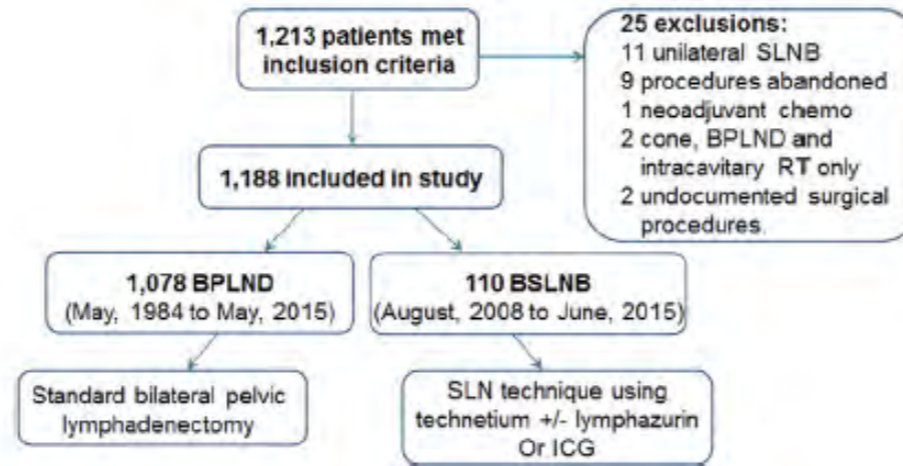 1,213 patients met
inclusion criteria
25 exclusions:
11 unilateral SLNB
9 procedures abandoned
1 neoadjuvant chemo
2 cone, BPLND and
intracavitary RT only
2 undocumented surgical
procedures.
1,188 included in study
1,078 BPLND
(May, 1984 to May, 2015)
110 BSLNB
(August, 2008 to June, 2015)
Standard bilateral pelvic
lymphadenectomy
SLN technique using
technetium +/- lymphazurin
Or ICG